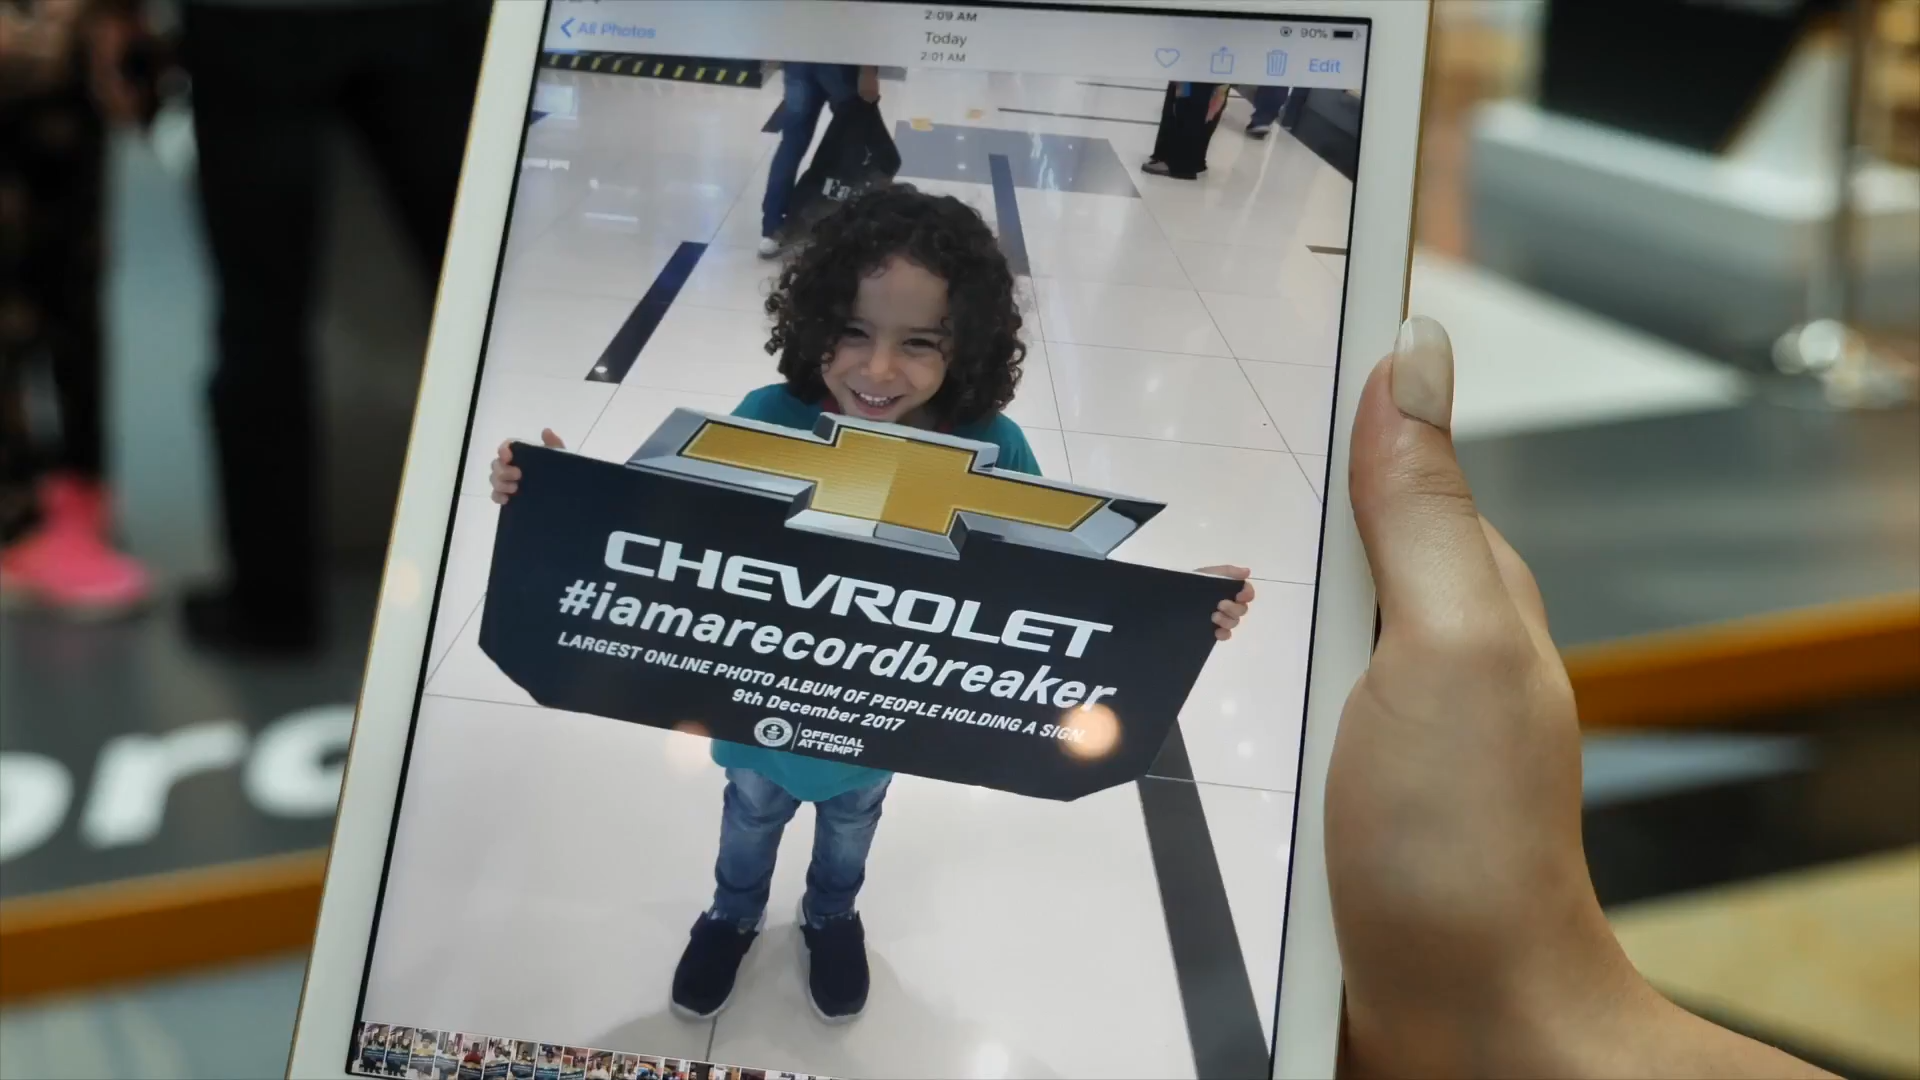 2:09 AM
90%
All Photos
Today
2:01 AM
Edit
CHEVROLET
#iamarecordbreaker
LARGEST ONLINE PHOTO ALBUM OF PEOPLE HOLDING A SIGN.
9th December 2017
OFFICIAL
ATTEMPT